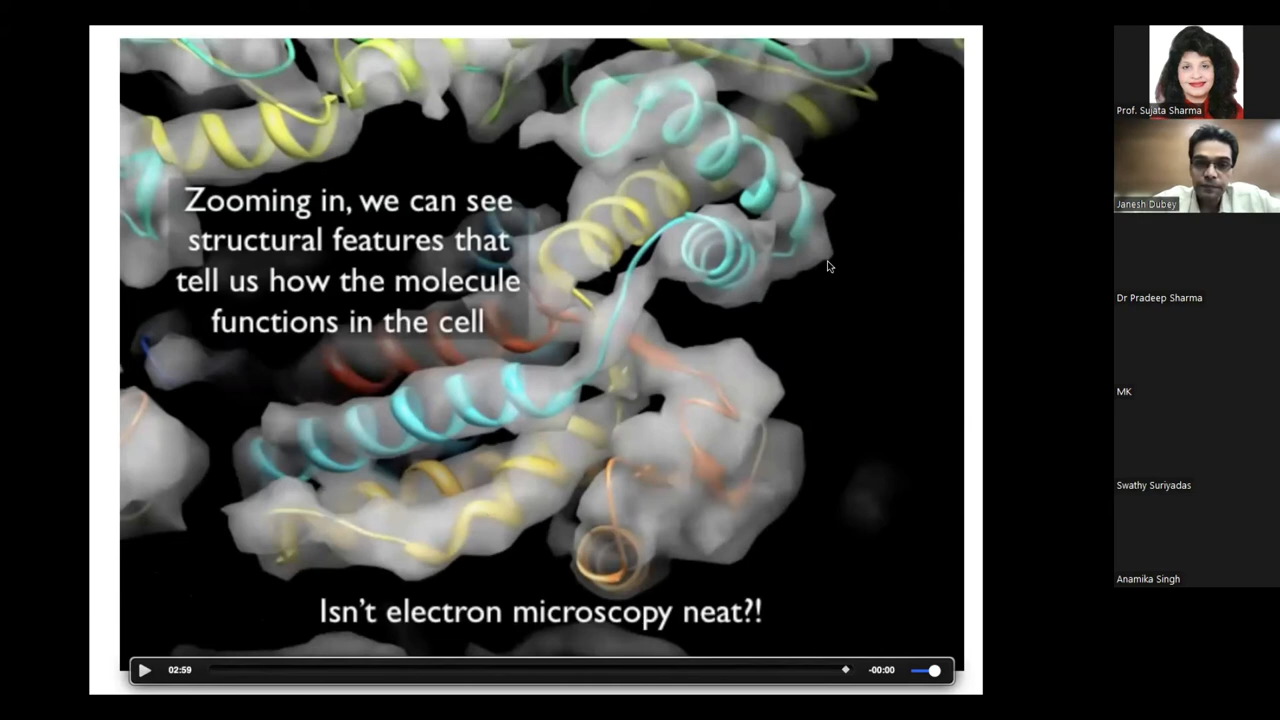 Zooming in, we can see
structural features that
tell us how the molecule
functions in the cell
Isn't electron microscopy neat?!
02:59
-00:00
Prof. Sujata Sharma
Janesh Dubey
Dr Pradeep Sharma
MK
Swathy Suriyadas
Anamika Singh